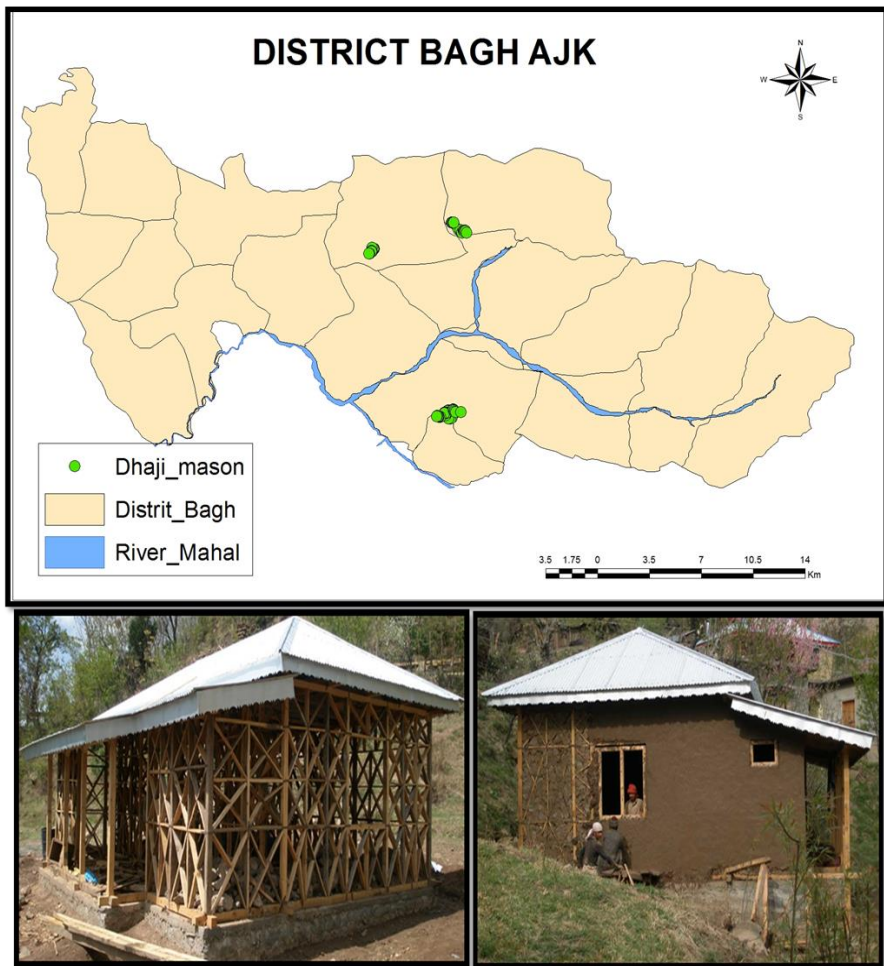 DISTRICT BAGH AJK
N
W E
S
Dhaji_mason
Distrit_Bagh
River_Mahal
3.5 1.75 0 3.5 7 10.5 14
Km